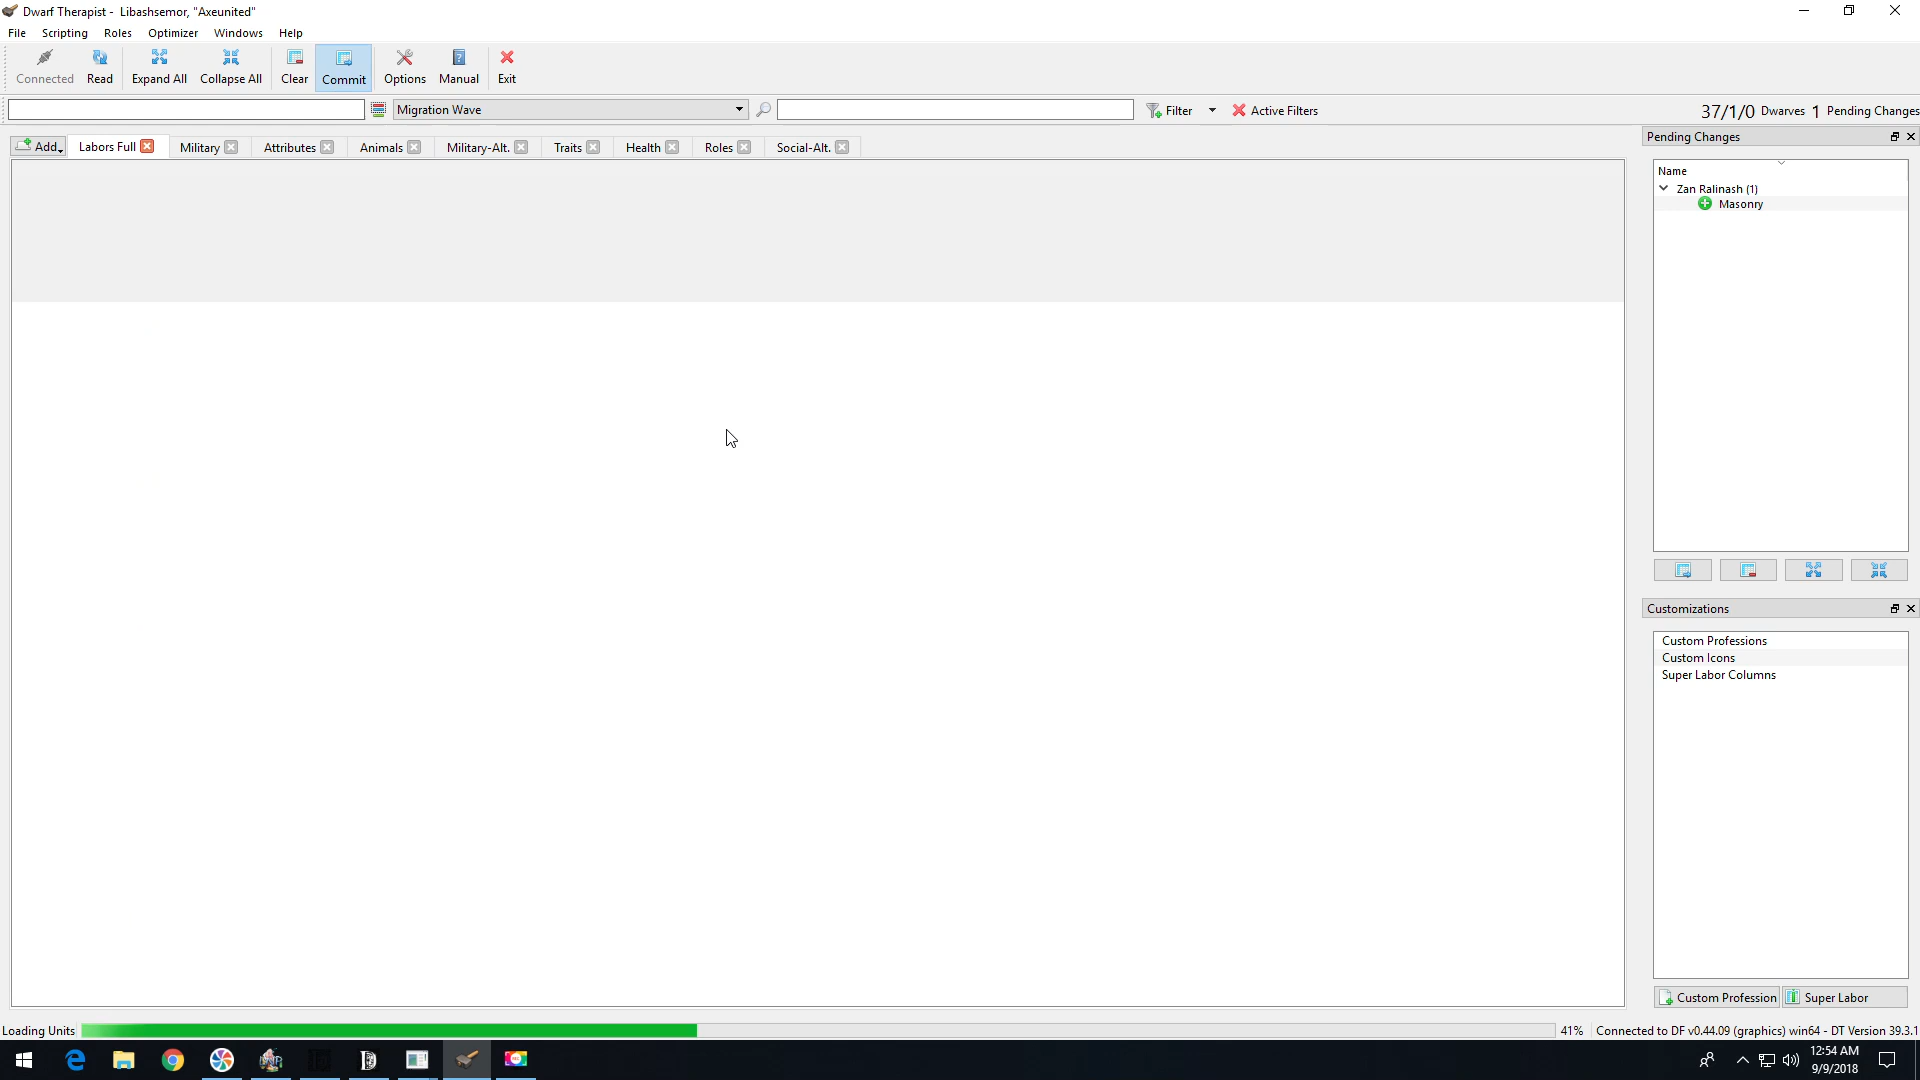 Dwarf Therapist - Libashsemor, "Axeunited"
File Scripting Roles Optimizer Windows Help
Connected Read Expand All Collapse All Clear Commit Options Manual Exit
Migration Wave Filter Active Filters 37/1/0 Dwarves 1 Pending Changes
Add Labors Full Military Attributes Animals Military-Alt. Traits Health Roles Social-Alt.
Pending Changes
Name
Zan Ralinash (1)
Masonry
Customizations
Custom Professions
Custom Icons
Super Labor Columns
Custom Profession Super Labor
Loading Units 41% Connected to DF v0.44.09 (graphics) win64 - DT Version 39.3.1
12:54 AM
9/9/2018